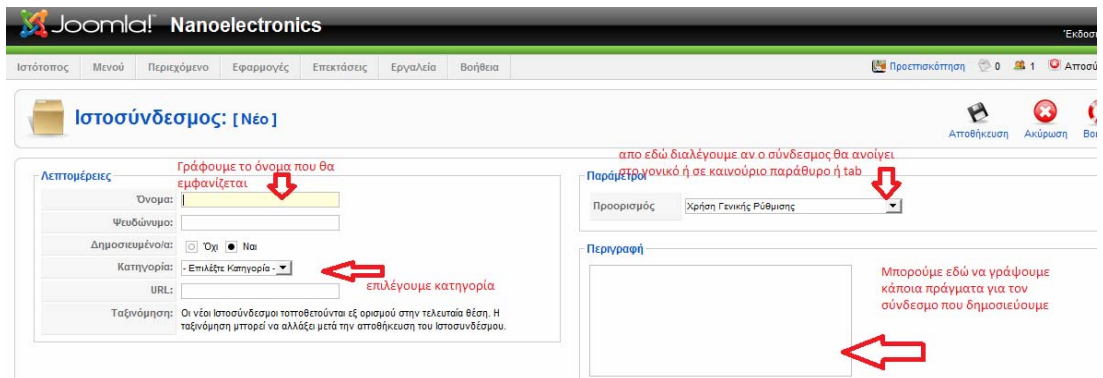 Joomla! Nanoelectronics
Έκδοσ
Ιστότοπος Μενού Περιεχόμενο Εφαρμογές Επεκτάσεις Εργαλεία Βοήθεια
Προεπισκόπηση 0 1 Αποσύ
Ιστοσύνδεσμος: [ Νέο ]
Αποθήκευση Ακύρωση Βοη
Λεπτομέρειες
Γράφουμε το όνομα που θα
εμφανίζεται
Όνομα:
Ψευδώνυμο:
Δημοσιευμένο/α: Όχι Ναι
Κατηγορία: - Επιλέξτε Κατηγορία -
επιλέγουμε κατηγορία
URL:
Ταξινόμηση: Οι νέοι Ιστοσύνδεσμοι τοποθετούνται εξ ορισμού στην τελευταία θέση. Η
ταξινόμηση μπορεί να αλλάξει μετά την αποθήκευση του Ιστοσυνδέσμου.
απο εδώ διαλέγουμε αν ο σύνδεσμος θα ανοίγει
στο γονικό ή σε καινούριο παράθυρο ή tab
Παράμετροι
Προορισμός Χρήση Γενικής Ρύθμισης
Περιγραφή
Μπορούμε εδώ να γράψουμε
κάποια πράγματα για τον
σύνδεσμο που δημοσιεύουμε